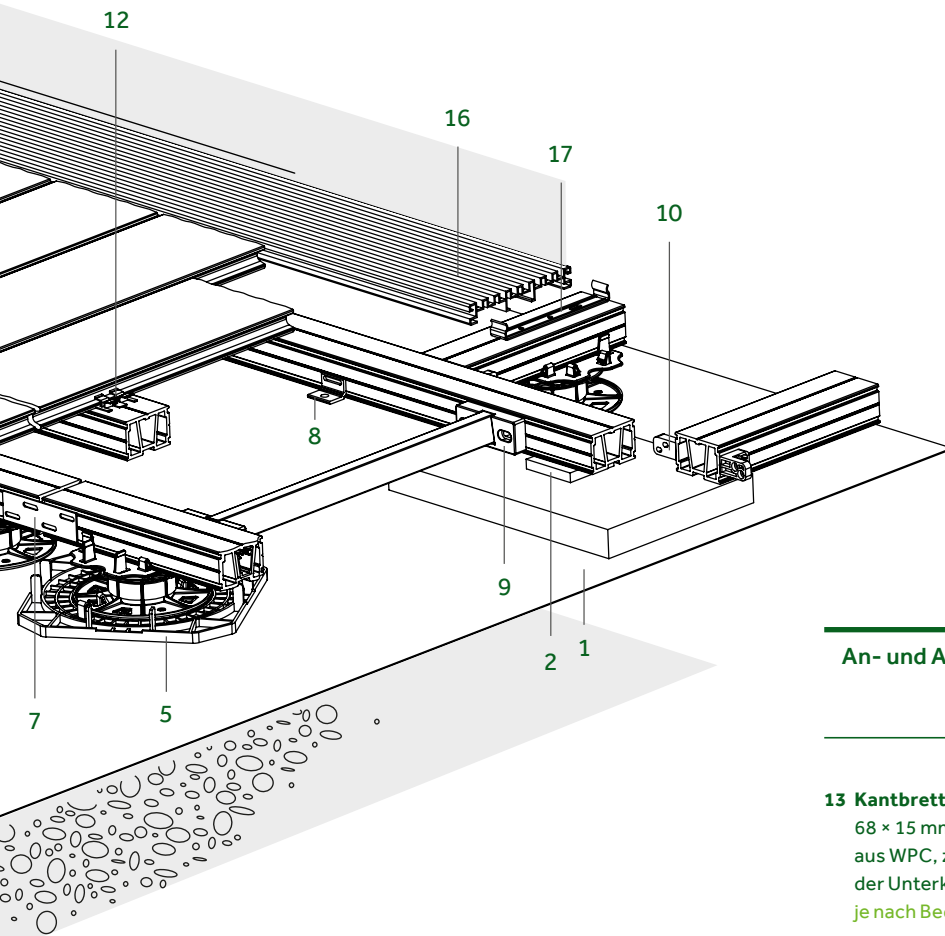 12
16
17
10
8
9
2
1
7
5
An- und A
13 Kantbrett
68 × 15 mm
aus WPC, z
der Unterk
je nach Be